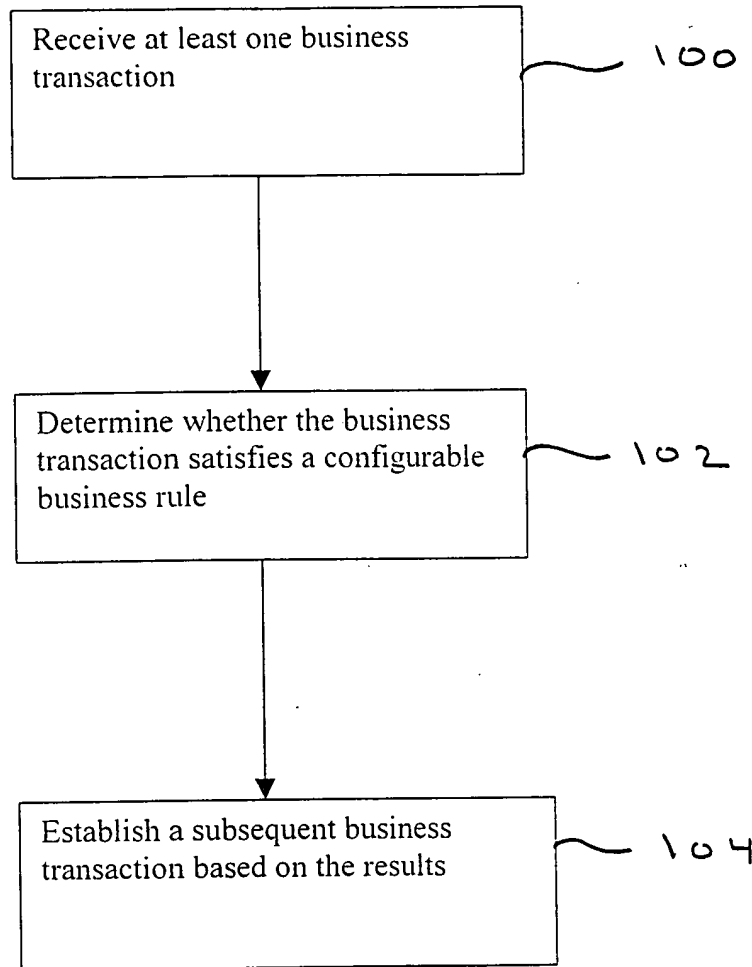 Receive at least one business
transaction
100
Determine whether the business
transaction satisfies a configurable
business rule
102
Establish a subsequent business
transaction based on the results
104